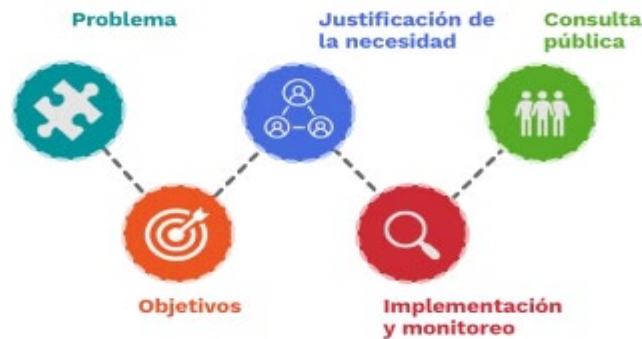 Problema
Justificación de
la necesidad
Consulta
pública
Objetivos
Implementación
y monitoreo